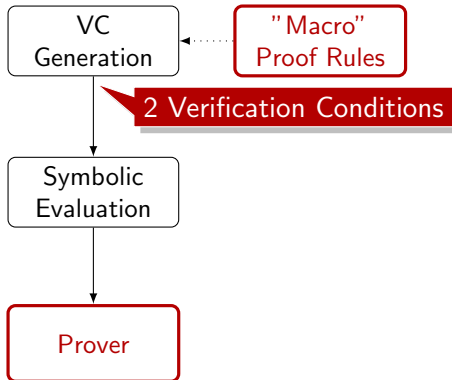 VC
Generation
"Macro"
Proof Rules
2 Verification Conditions
Symbolic
Evaluation
Prover